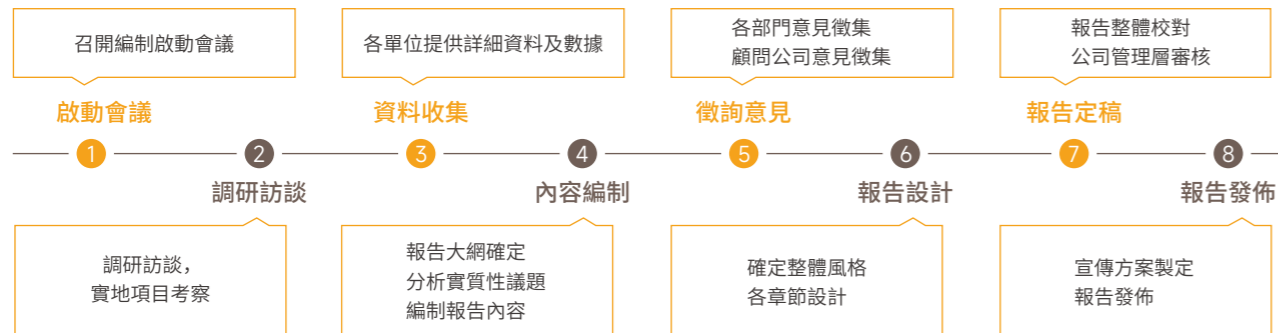 召開編制啟動會議
各單位提供詳細資料及數據
各部門意見徵集
顧問公司意見徵集
報告整體校對
公司管理層審核
啟動會議
資料收集
徵詢意見
報告定稿
1
2
3
4
5
6
7
8
調研訪談
內容編制
報告設計
報告發佈
調研訪談，
實地項目考察
報告大網確定
分析實質性議題
編制報告內容
確定整體風格
各章節設計
宣傳方案製定
報告發佈